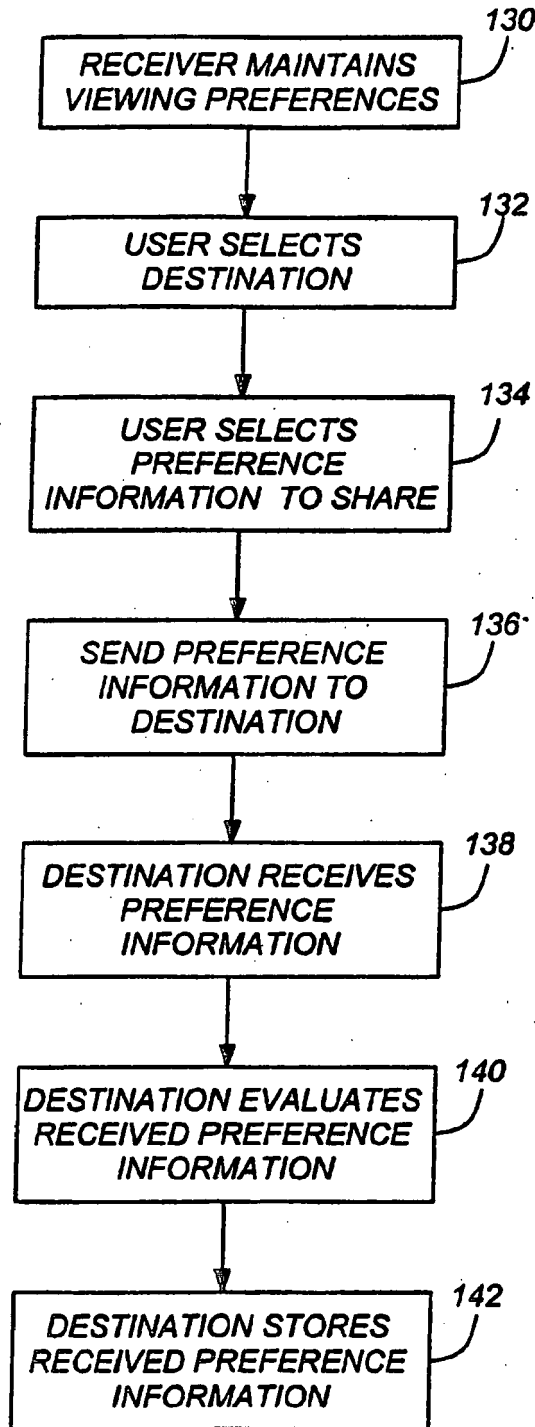 130
RECEIVER MAINTAINS
VIEWING PREFERENCES
132
USER SELECTS
DESTINATION
134
USER SELECTS
PREFERENCE
INFORMATION TO SHARE
136
SEND PREFERENCE
INFORMATION TO
DESTINATION
138
DESTINATION RECEIVES
PREFERENCE
INFORMATION
140
DESTINATION EVALUATES
RECEIVED PREFERENCE
INFORMATION
142
DESTINATION STORES
RECEIVED PREFERENCE
INFORMATION